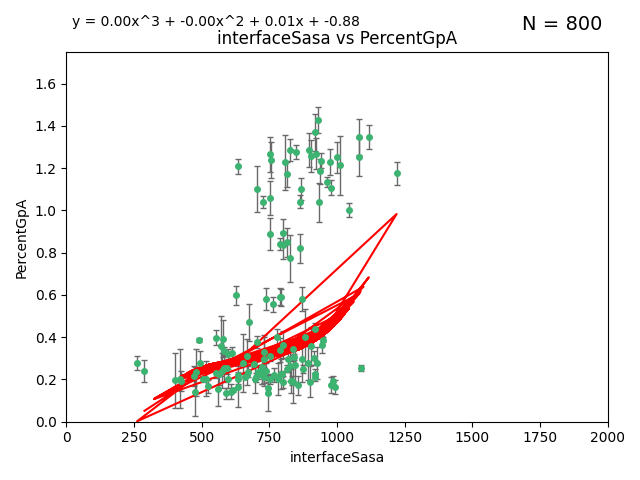 y = 0.00x^3 + -0.00x^2 + 0.01x + -0.88
N = 800
interfaceSasa vs PercentGpA
1.6
1.4
1.2
1.0
0.8
0.6
0.4
0.2
0.0
PercentGpA
0 250 500 750 1000 1250 1500 1750 2000
interfaceSasa